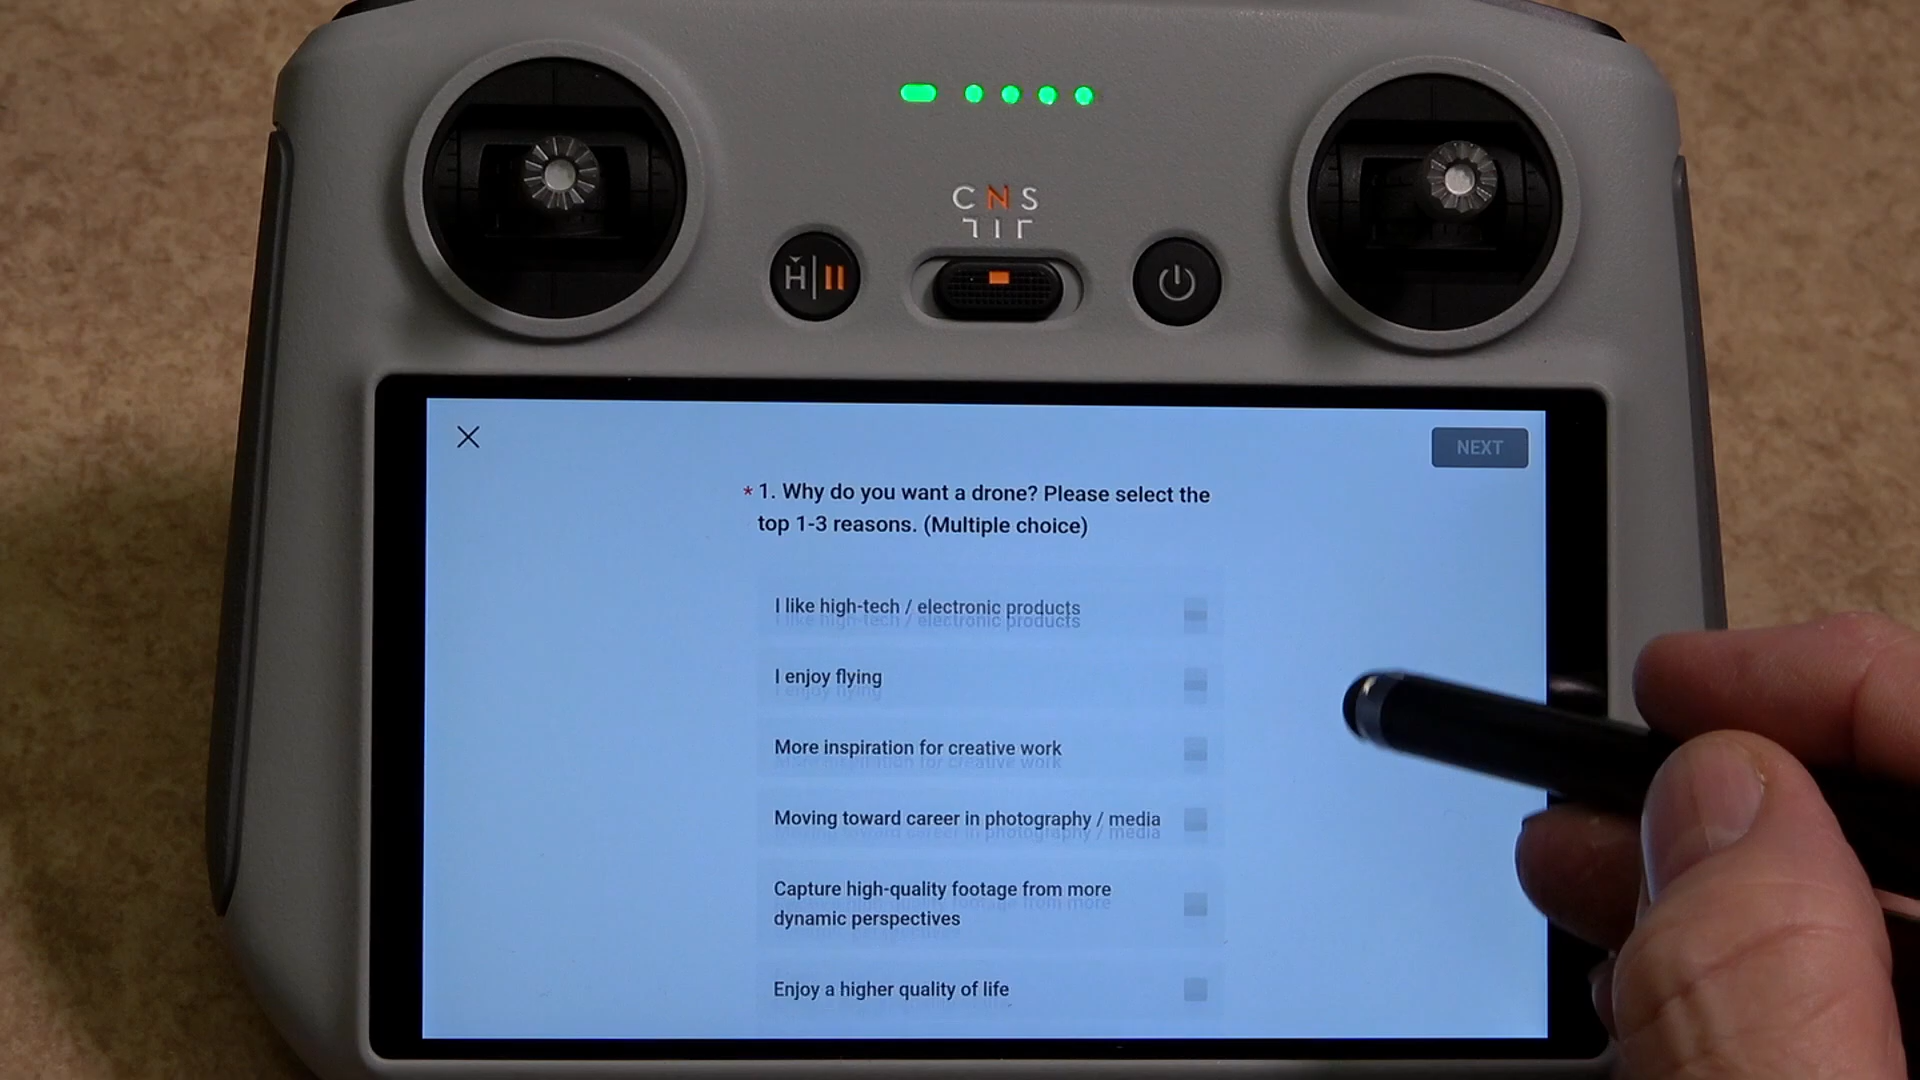 C N S
H
NEXT
* 1. Why do you want a drone? Please select the
top 1-3 reasons. (Multiple choice)
I like high-tech / electronic products
I enjoy flying
More inspiration for creative work
Moving toward career in photography / media
Capture high-quality footage from more
dynamic perspectives
Enjoy a higher quality of life